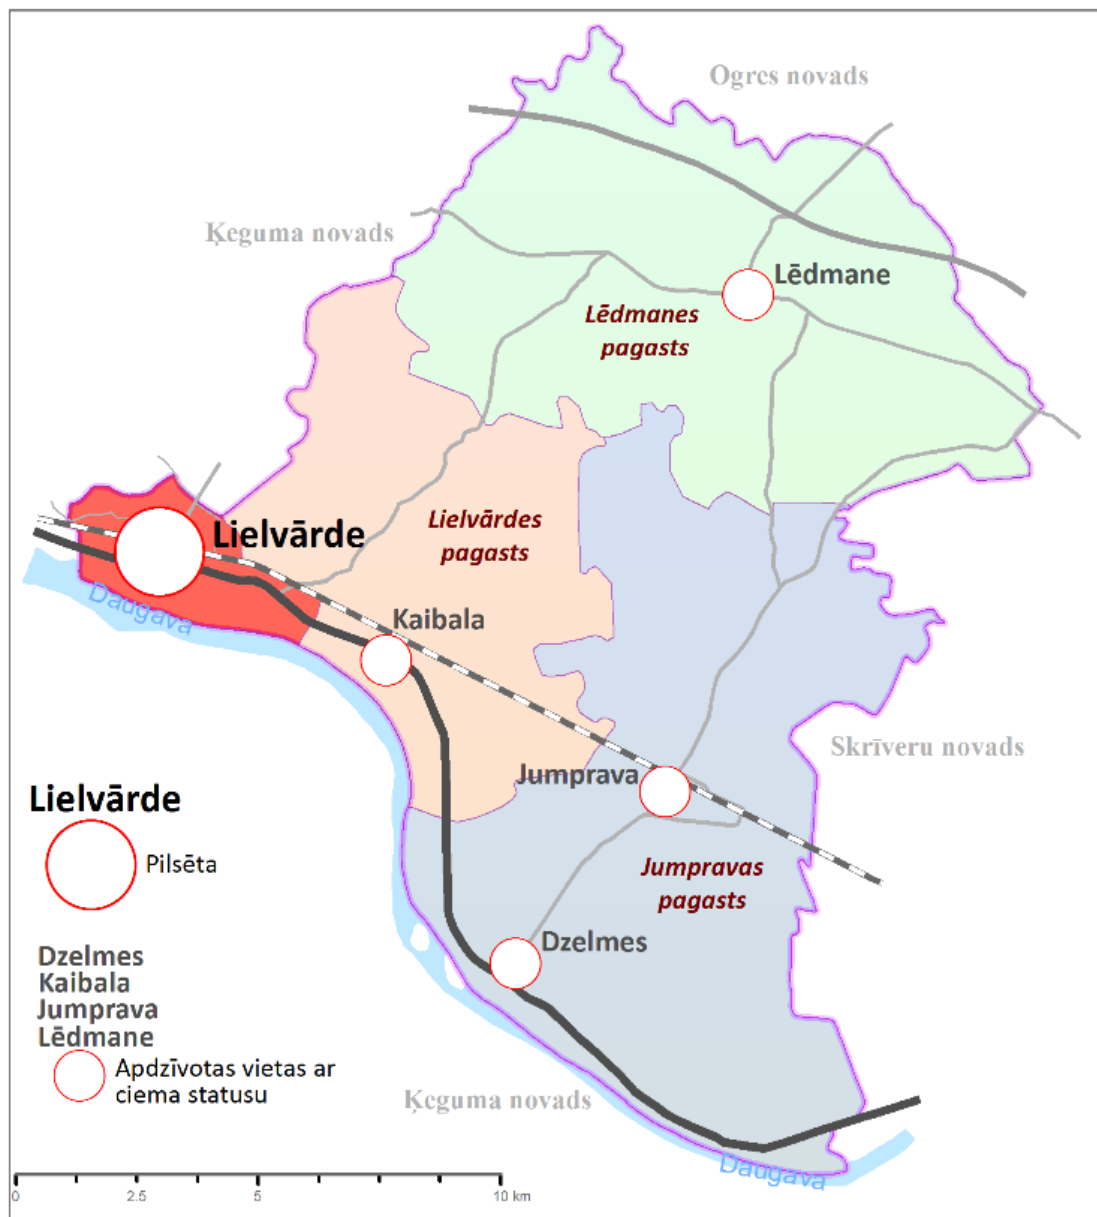 Ogres novads
Ķeguma novads
Lēdmane
Lēdmanes
pagasts
Lielvārde
Lielvārdes
pagasts
Daugava
Kaibala
Skrīveru novads
Jumprava
Lielvārde
Pilsēta
Jumpravas
pagasts
Dzelmes
Dzelmes
Kaibala
Jumprava
Lēdmane
Apdzīvotas vietas ar
ciema statusu
Ķeguma novads
Daugava
0 2.5 5 10 km